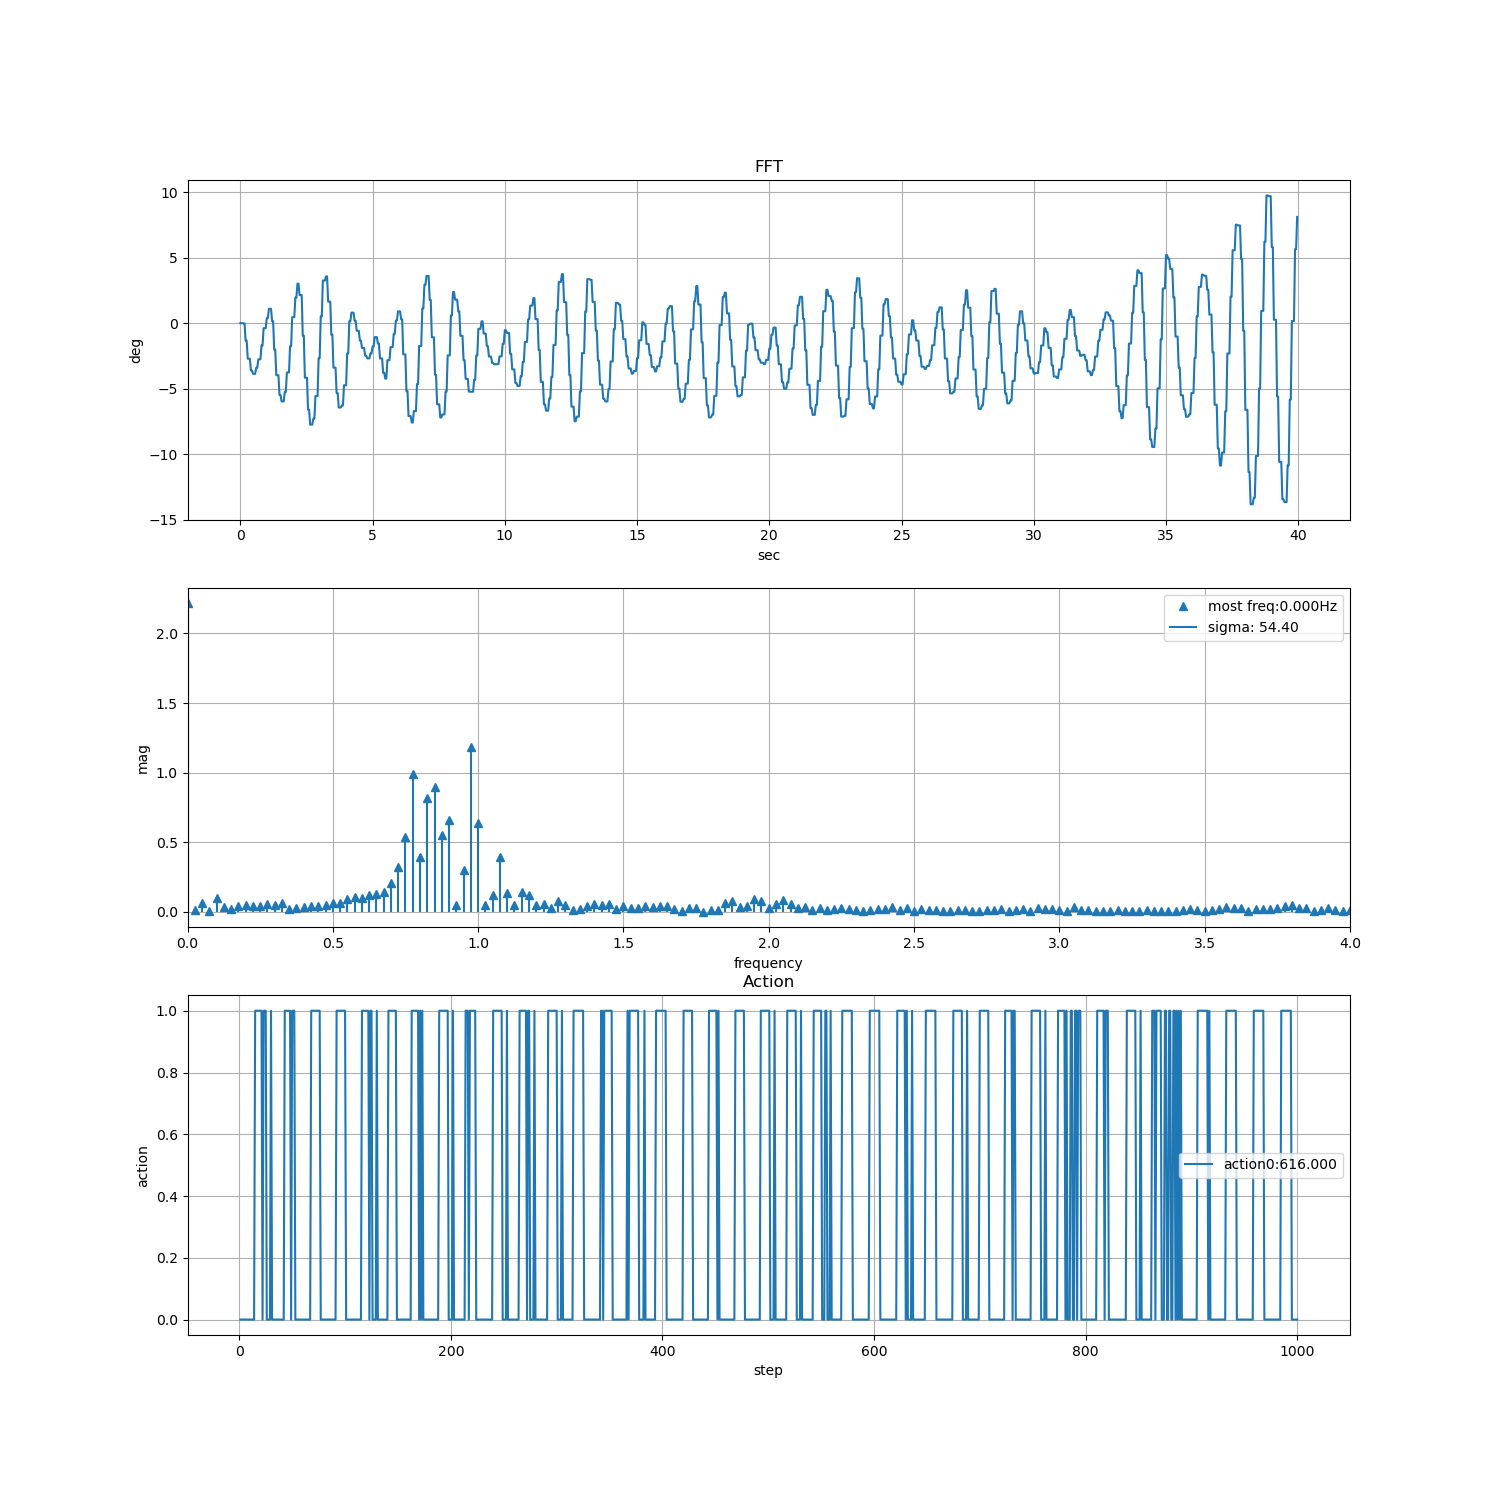 FFT
10
5
0
−5
−10
−15
deg
0 5 10 15 20 25 30 35 40
sec
most freq:0.000Hz
sigma: 54.40
2.0
1.5
1.0
0.5
0.0
mag
0.0 0.5 1.0 1.5 2.0 2.5 3.0 3.5 4.0
frequency
Action
1.0
0.8
0.6
0.4
0.2
0.0
action
action0:616.000
0 200 400 600 800 1000
step